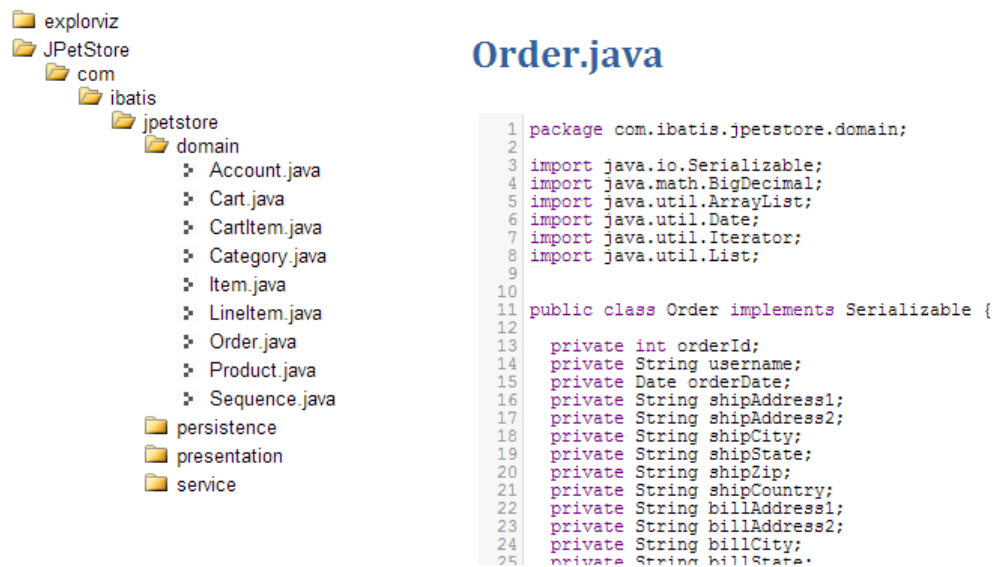 explorviz
JPetStore
com
ibatis
jpetstore
domain
Account.java
Cart.java
CartItem.java
Category.java
Item.java
LineItem.java
Order.java
Product.java
Sequence.java
persistence
presentation
service
Order.java
1 package com.ibatis.jpetstore.domain;
2
3 import java.io.Serializable;
4 import java.math.BigDecimal;
5 import java.util.ArrayList;
6 import java.util.Date;
7 import java.util.Iterator;
8 import java.util.List;
9
10
11 public class Order implements Serializable {
12
13 private int orderId;
14 private String username;
15 private Date orderDate;
16 private String shipAddress1;
17 private String shipAddress2;
18 private String shipCity;
19 private String shipState;
20 private String shipZip;
21 private String shipCountry;
22 private String billAddress1;
23 private String billAddress2;
24 private String billCity;
25 private String billState;